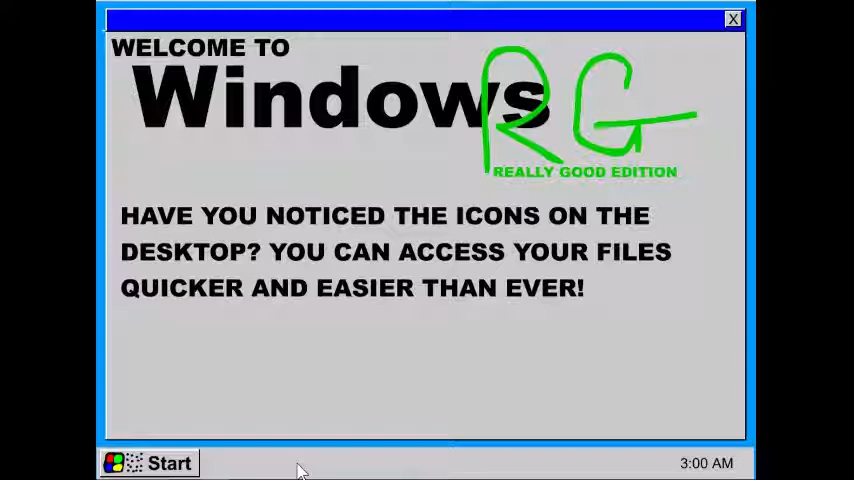 X
WELCOME TO
Windows RG
REALLY GOOD EDITION
HAVE YOU NOTICED THE ICONS ON THE
DESKTOP? YOU CAN ACCESS YOUR FILES
QUICKER AND EASIER THAN EVER!
Start
3:00 AM